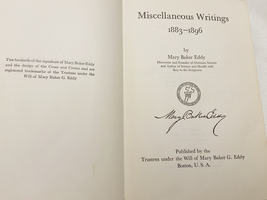 The facsimile of the signature of Mary Baker Eddy
and the design of the Cross and Crown seal are
registered trademarks of the Trustees under the
Will of Mary Baker G. Eddy
Miscellaneous Writings
1883–1896
by
Mary Baker Eddy
Discoverer and Founder of Christian Science
and Author of Science and Health with
Key to the Scriptures
Mary Baker Eddy
Published by the
Trustees under the Will of Mary Baker G. Eddy
Boston, U. S. A.